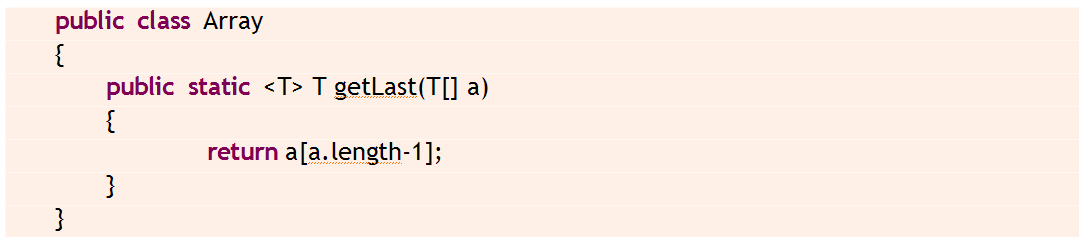 public class Array
{
public static <T> T getLast(T[] a)
{
return a[a.length-1];
}
}